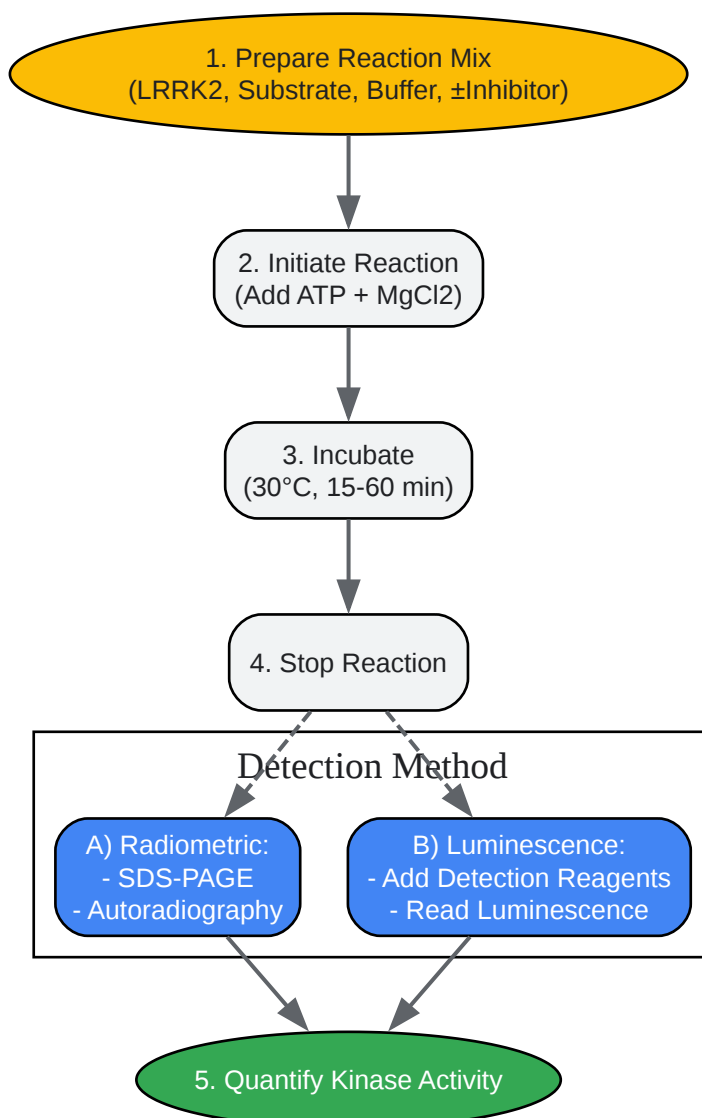 1. Prepare Reaction Mix
(LRRK2, Substrate, Buffer, ±Inhibitor)
2. Initiate Reaction
(Add ATP + MgCl2)
3. Incubate
(30°C, 15-60 min)
4. Stop Reaction
Detection Method
A) Radiometric:
- SDS-PAGE
- Autoradiography
B) Luminescence:
- Add Detection Reagents
- Read Luminescence
5. Quantify Kinase Activity